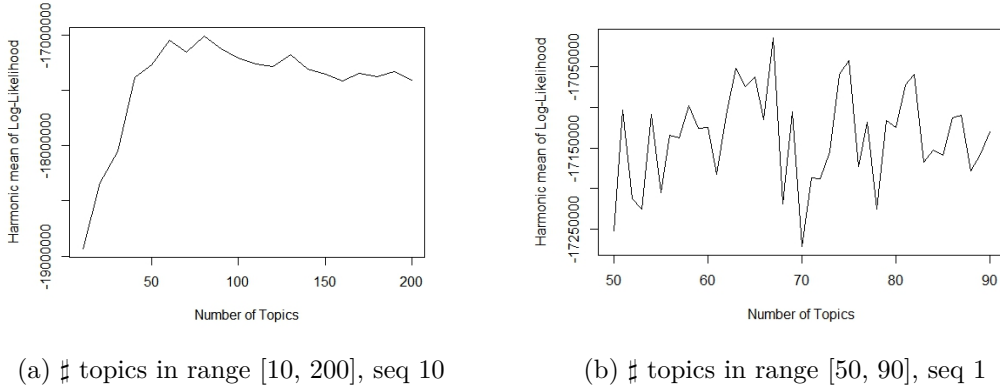 Harmonic mean of Log-Likelihood
-17000000
-18000000
-19000000
50 100 150 200
Number of Topics
(a) ♯ topics in range [10, 200], seq 10
Harmonic mean of Log-Likelihood
-17050000
-17150000
-17250000
50 60 70 80 90
Number of Topics
(b) ♯ topics in range [50, 90], seq 1